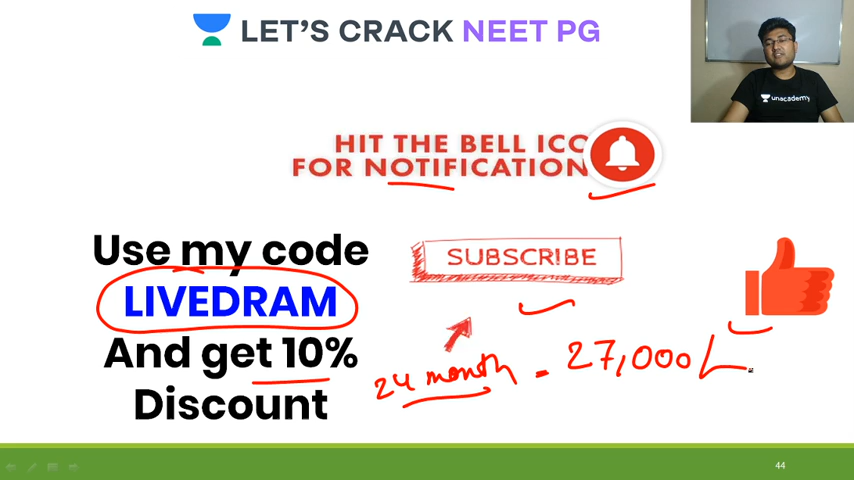 LET'S CRACK NEET PG
unacademy
HIT THE BELL ICO
FOR NOTIFICATION
Use my code
LIVEDRAM
And get 10%
Discount
SUBSCRIBE
24 month = 27,000/-
44